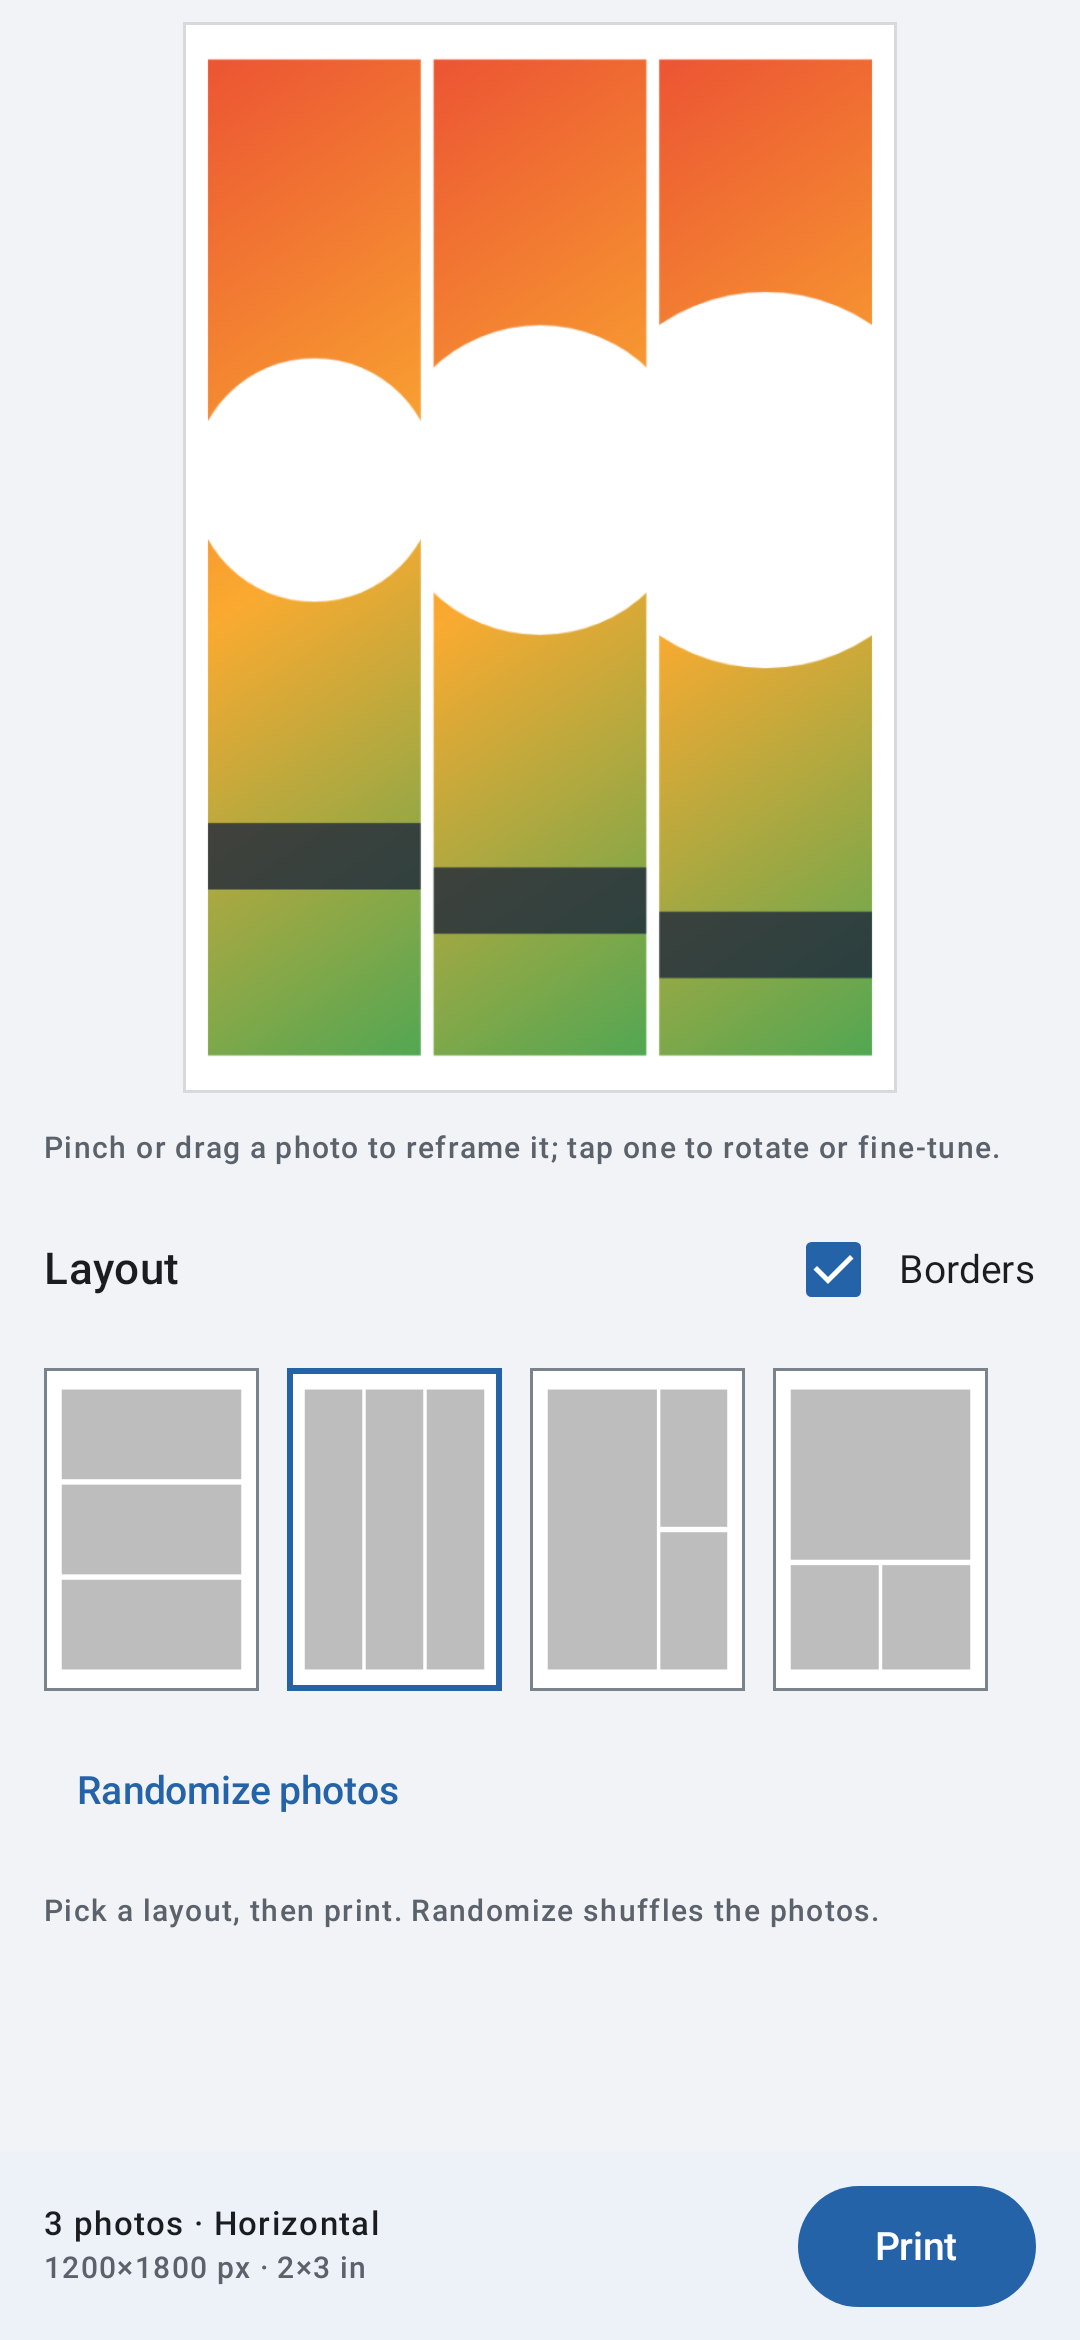 Pinch or drag a photo to reframe it; tap one to rotate or fine-tune.
Layout
Borders
Randomize photos
Pick a layout, then print. Randomize shuffles the photos.
3 photos · Horizontal
1200×1800 px · 2×3 in
Print